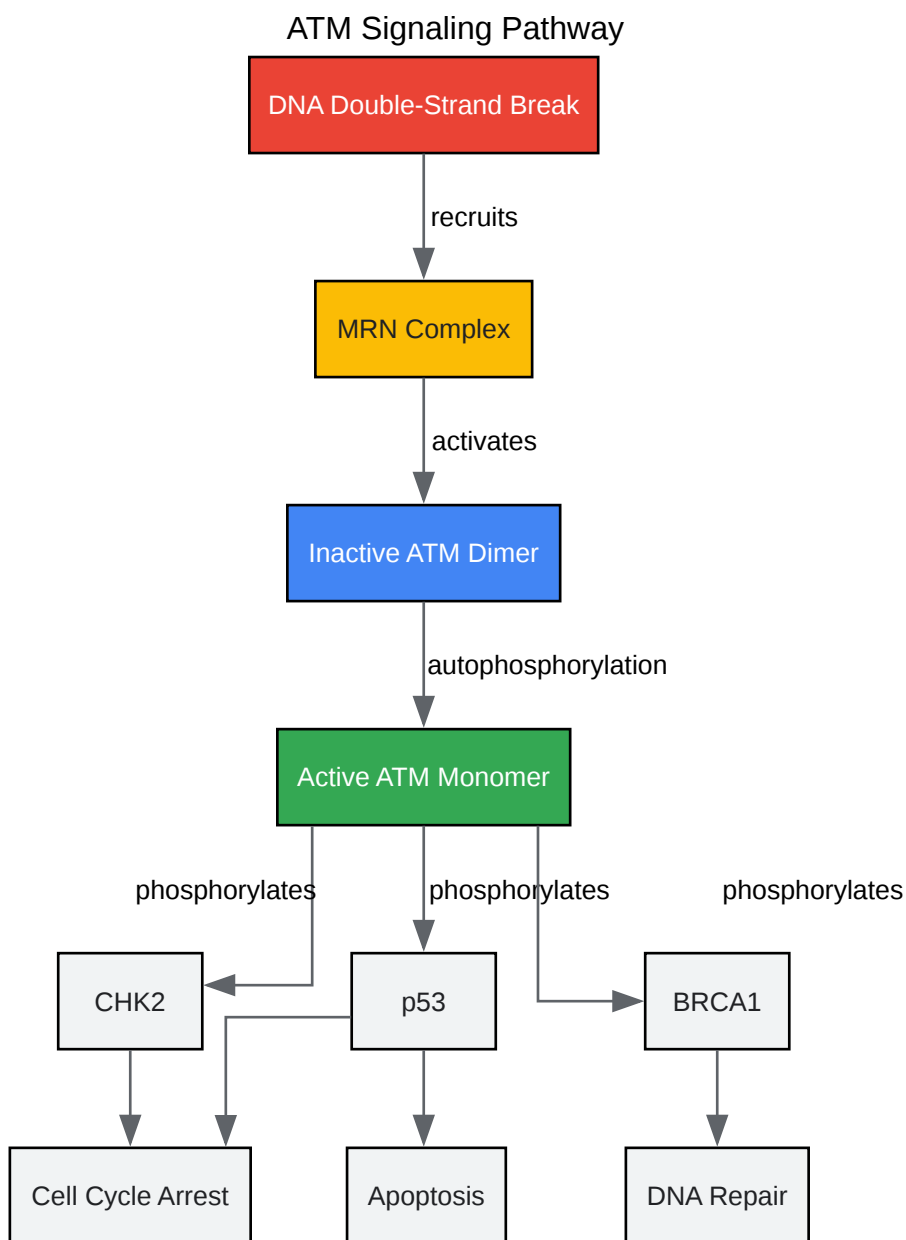 ATM Signaling Pathway
DNA Double-Strand Break
recruits
MRN Complex
activates
Inactive ATM Dimer
autophosphorylation
Active ATM Monomer
phosphorylates
phosphorylates
phosphorylates
CHK2
p53
BRCA1
Cell Cycle Arrest
Apoptosis
DNA Repair